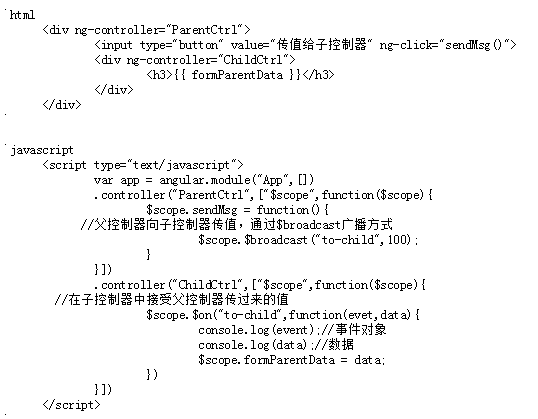 html
<div ng-controller="ParentCtrl">
<input type="button" value="传值给子控制器" ng-click="sendMsg()">
<div ng-controller="ChildCtrl">
<h3>{{ formParentData }}</h3>
</div>
</div>
javascript
<script type="text/javascript">
var app = angular.module("App",[])
.controller("ParentCtrl",["$scope",function($scope){
$scope.sendMsg = function(){
//父控制器向子控制器传值，通过$broadcast广播方式
$scope.$broadcast("to-child",100);
}
}])
.controller("ChildCtrl",["$scope",function($scope){
//在子控制器中接受父控制器传过来的值
$scope.$on("to-child",function(evet,data){
console.log(event);//事件对象
console.log(data);//数据
$scope.formParentData = data;
})
}])
</script>